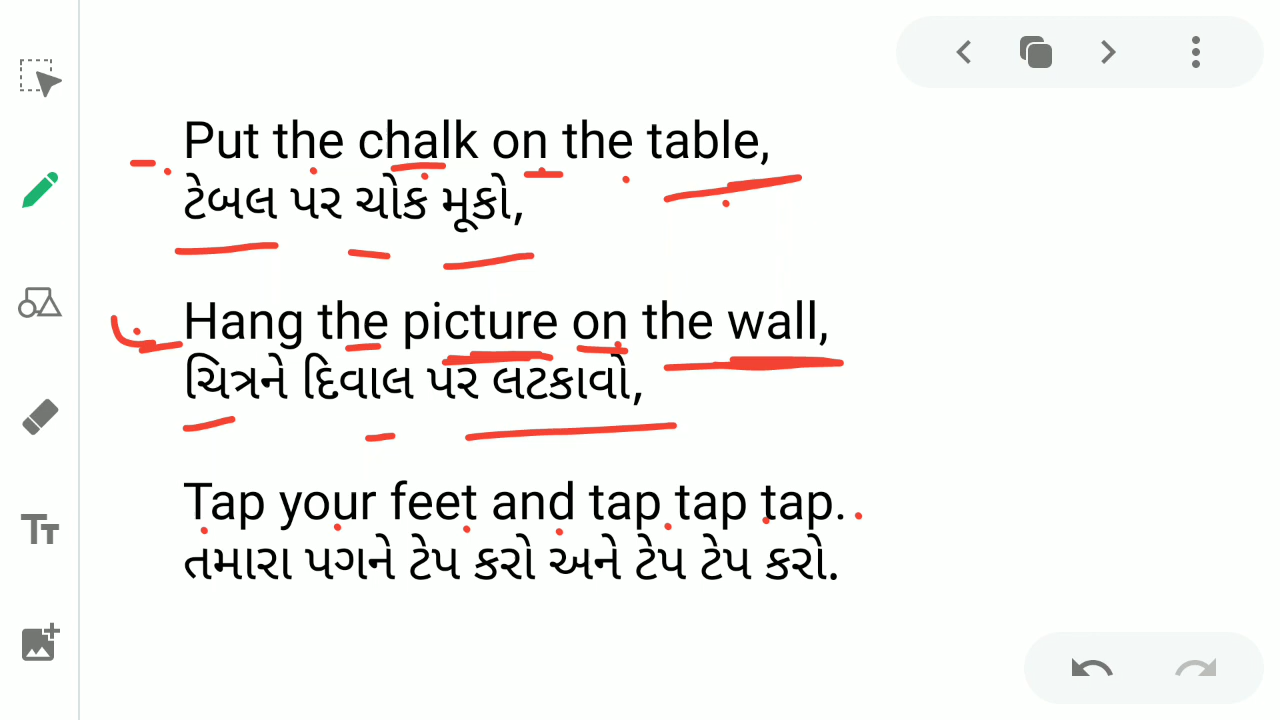 Put the chalk on the table,
ટેબલ પર ચોક મૂકો,
Hang the picture on the wall,
ચિત્રને દિવાલ પર લટકાવો,
Tap your feet and tap tap tap.
તમારા પગને ટેપ કરો અને ટેપ ટેપ કરો.